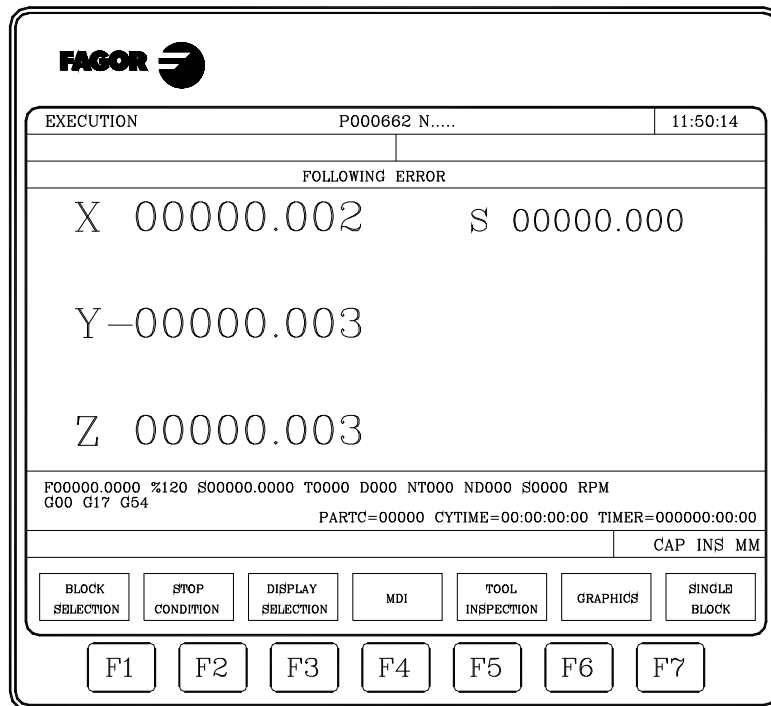 FAGOR
EXECUTION P000662 N..... 11:50:14
FOLLOWING ERROR
X 00000.002 S 00000.000
Y-00000.003
Z 00000.003
F00000.0000 %120 S00000.0000 T0000 D000 NT000 ND000 S0000 RPM
G00 G17 G54
PARTC=00000 CYTIME=00:00:00:00 TIMER=000000:00:00
CAP INS MM
BLOCK SELECTION
STOP CONDITION
DISPLAY SELECTION
MDI
TOOL INSPECTION
GRAPHICS
SINGLE BLOCK
F1 F2 F3 F4 F5 F6 F7